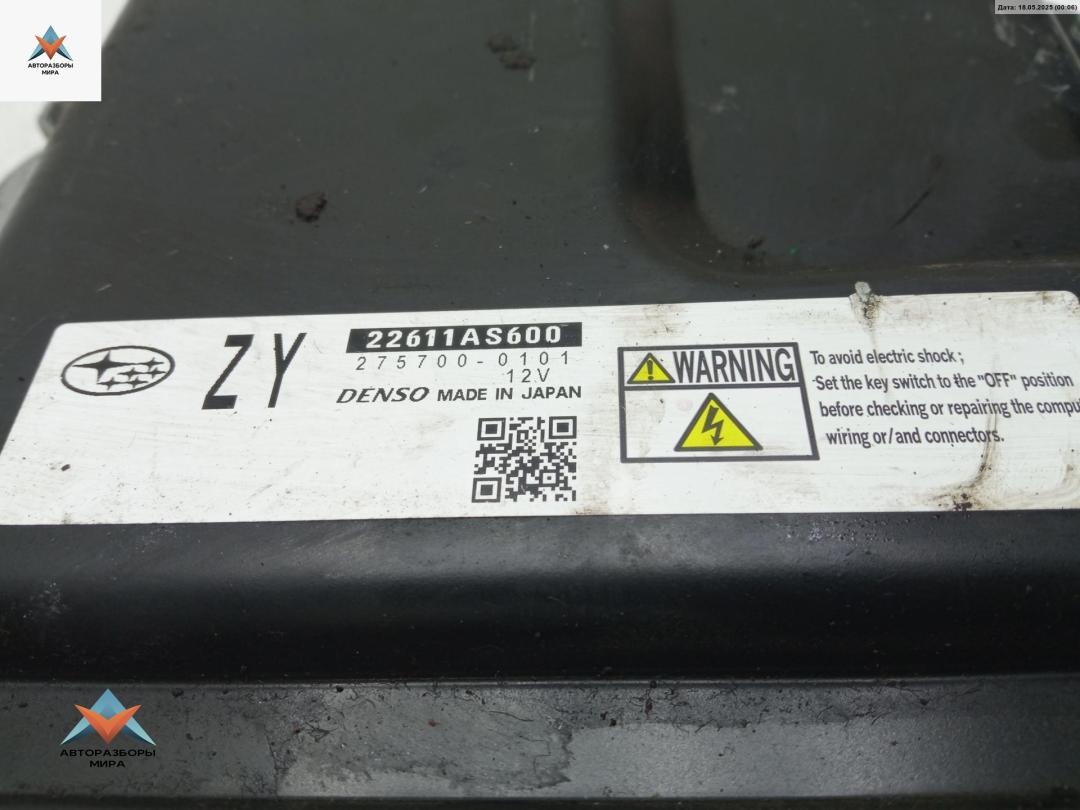 Дата: 18.05.2025 (00:06)
АВТОРАЗБОРЫ
МИРА
ZY
22611AS600
275700-0101
12V
DENSO MADE IN JAPAN
WARNING
To avoid electric shock ;
·Set the key switch to the "OFF" position
before checking or repairing the compu
wiring or/and connectors.
АВТОРАЗБОРЫ
МИРА